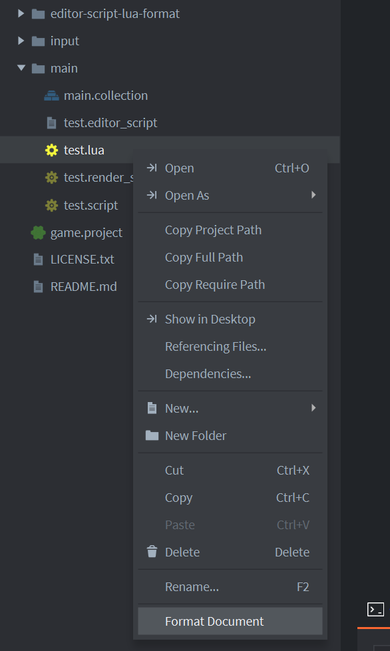 editor-script-lua-format
input
main
main.collection
test.editor_script
test.lua
test.render_s
test.script
game.project
LICENSE.txt
README.md
Open Ctrl+O
Open As
Copy Project Path
Copy Full Path
Copy Require Path
Show in Desktop
Referencing Files...
Dependencies...
New...
New Folder
Cut Ctrl+X
Copy Ctrl+C
Paste Ctrl+V
Delete Delete
Rename... F2
Format Document